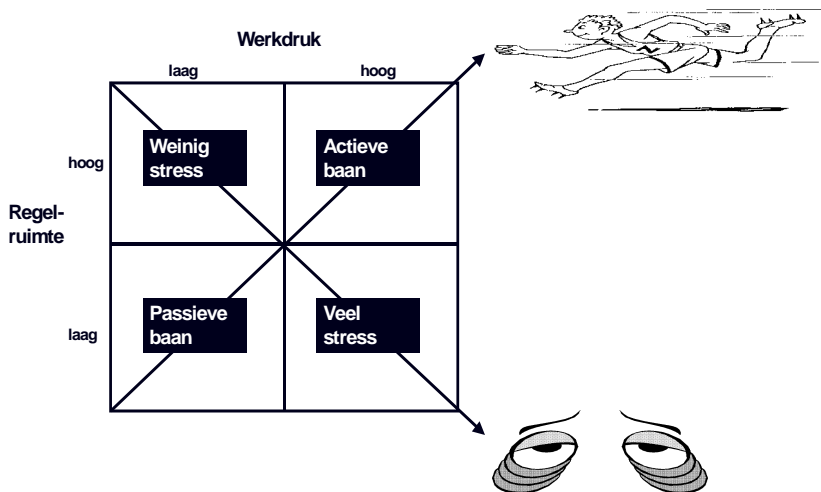 Werkdruk
laag
hoog
hoog
Weinig
stress
Actieve
baan
Regel-
ruimte
laag
Passieve
baan
Veel
stress